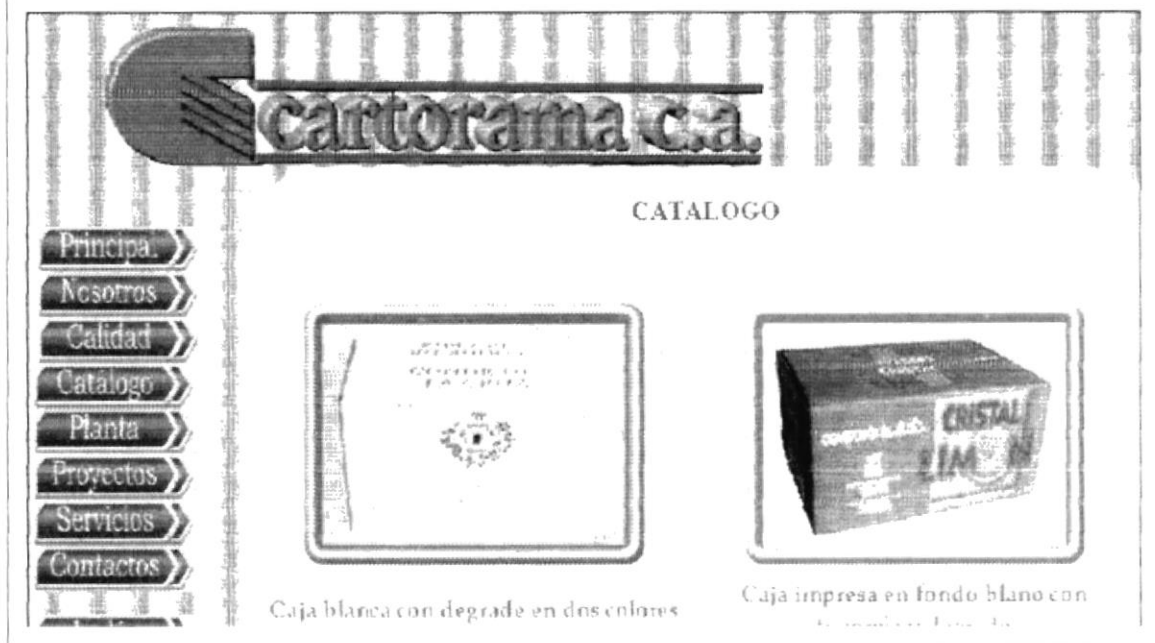 cartorama c.a.
CATALOGO
Principal
Nosotros
Calidad
Catálogo
Planta
Proyectos
Servicios
Contactos
CRISTAL
LIMON
Caja blanca con degrade en dos colores
Caja impresa en fondo blano con